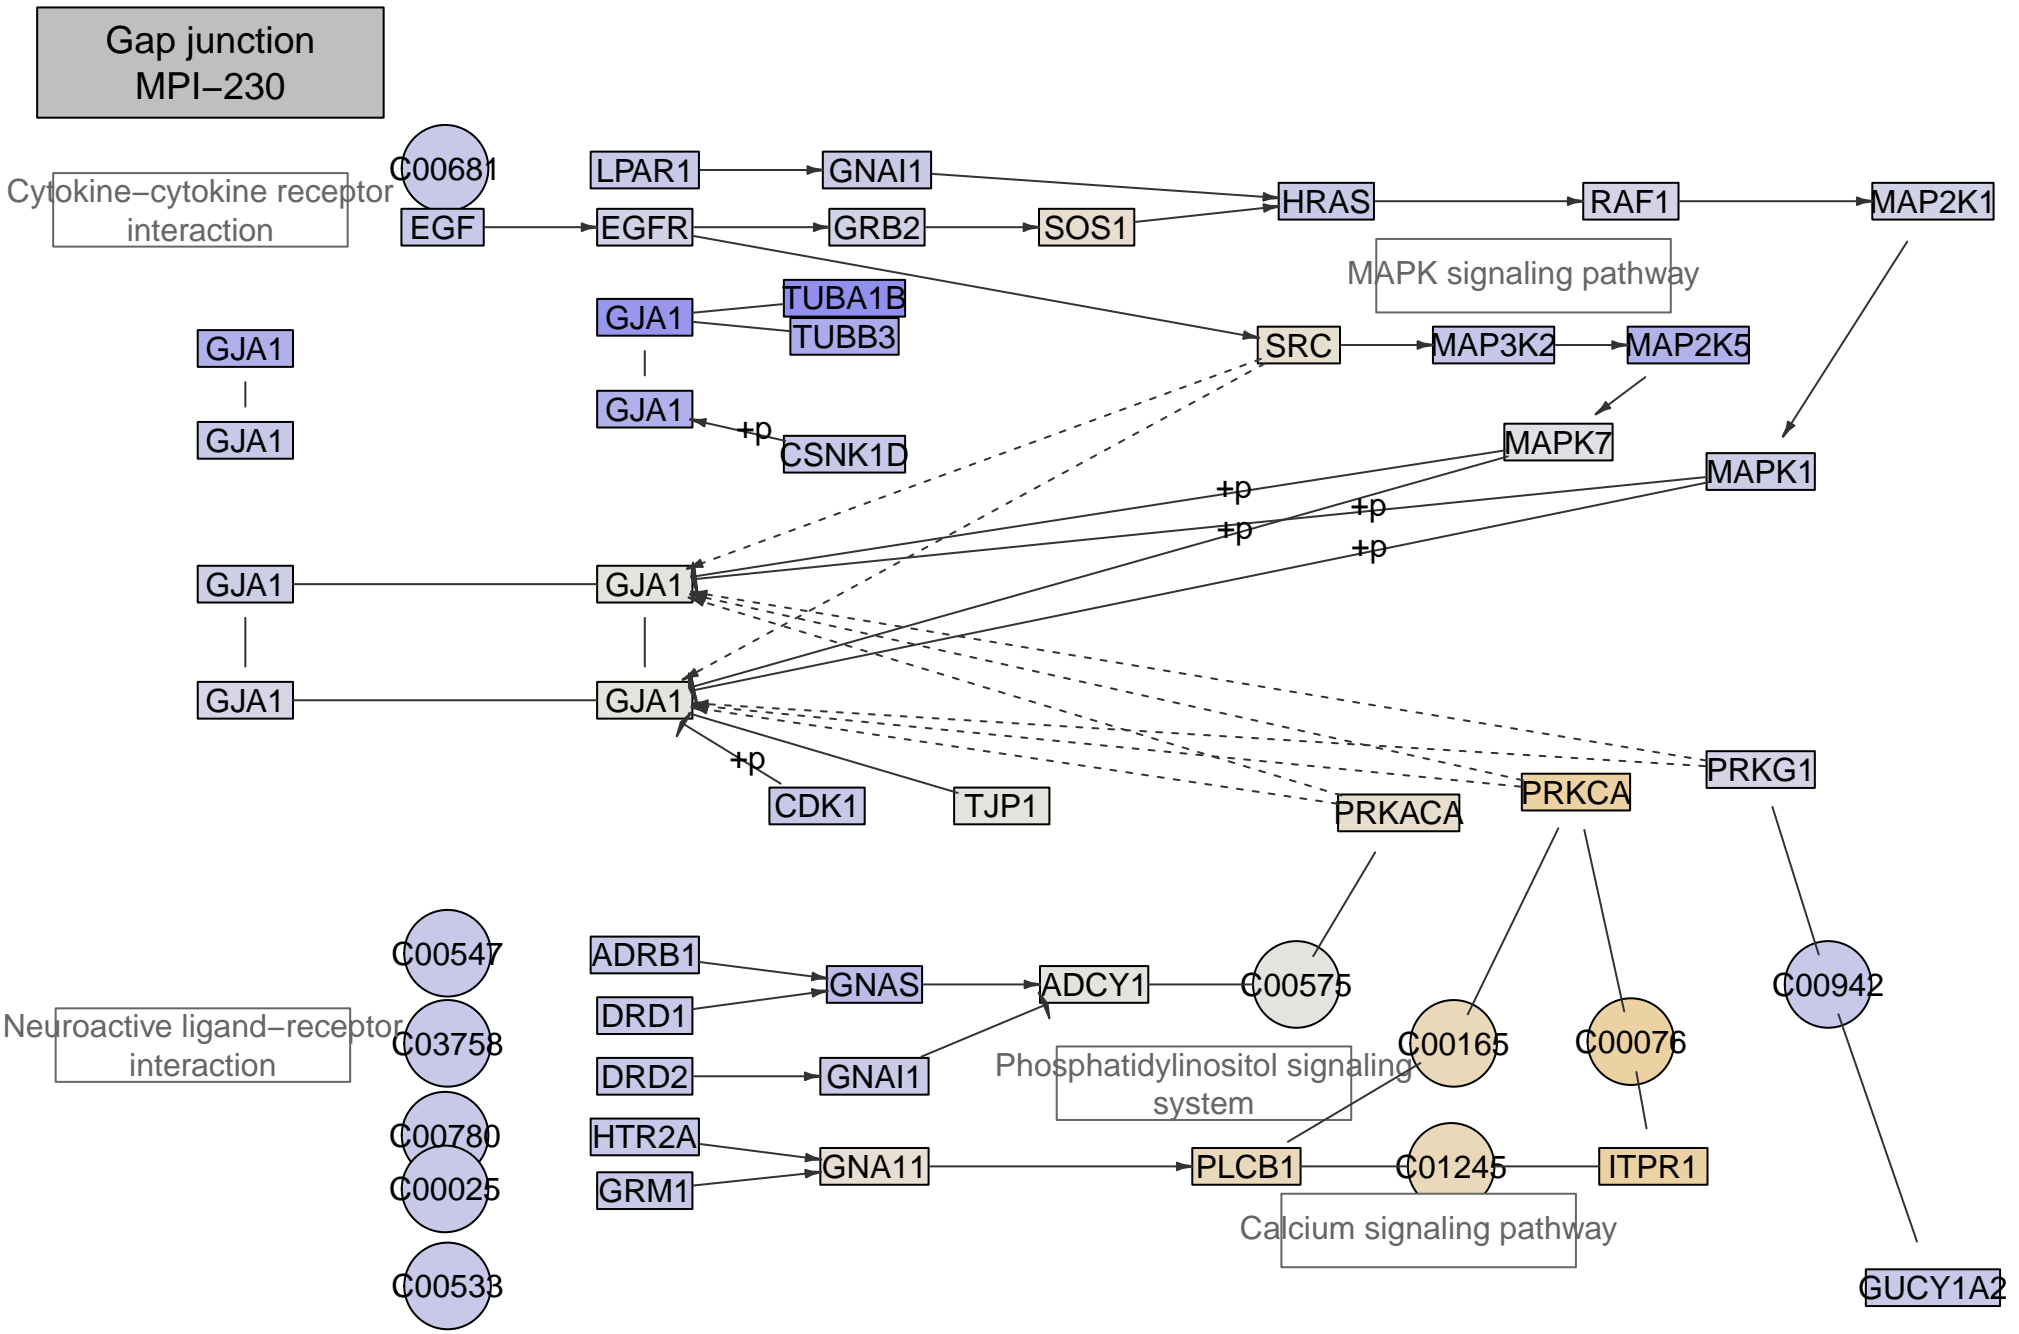 Gap junction
MPI−230
C00681
LPAR1
GNAI1
Cytokine−cytokine receptor
interaction
HRAS
RAF1
MAP2K1
EGF
EGFR
GRB2
SOS1
MAPK signaling pathway
TUBA1B
GJA1
TUBB3
GJA1
SRC
MAP3K2
MAP2K5
GJA1
+p
GJA1
CSNK1D
MAPK7
MAPK1
+p
+p
+p
+p
GJA1
GJA1
GJA1
GJA1
+p
CDK1
TJP1
PRKACA
PRKCA
PRKG1
C00547
ADRB1
GNAS
ADCY1
C00575
C00942
DRD1
Neuroactive ligand−receptor
interaction
C03758
C00165
C00076
DRD2
GNAI1
Phosphatidylinositol signaling
system
C00780
HTR2A
GNA11
PLCB1
C01245
ITPR1
C00025
GRM1
Calcium signaling pathway
C00533
GUCY1A2